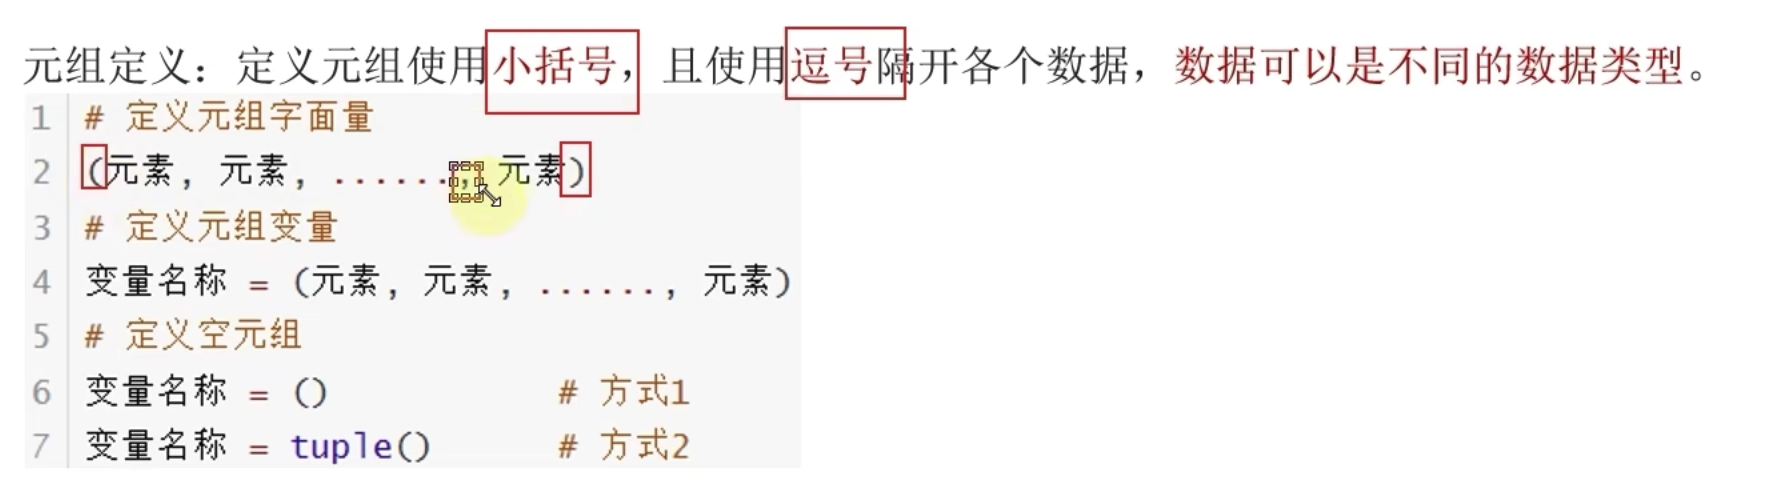 元组定义：定义元组使用小括号，且使用逗号隔开各个数据，数据可以是不同的数据类型。
1 # 定义元组字面量
2 (元素, 元素, ......, 元素)
3 # 定义元组变量
4 变量名称 = (元素, 元素, ......, 元素)
5 # 定义空元组
6 变量名称 = () # 方式1
7 变量名称 = tuple() # 方式2